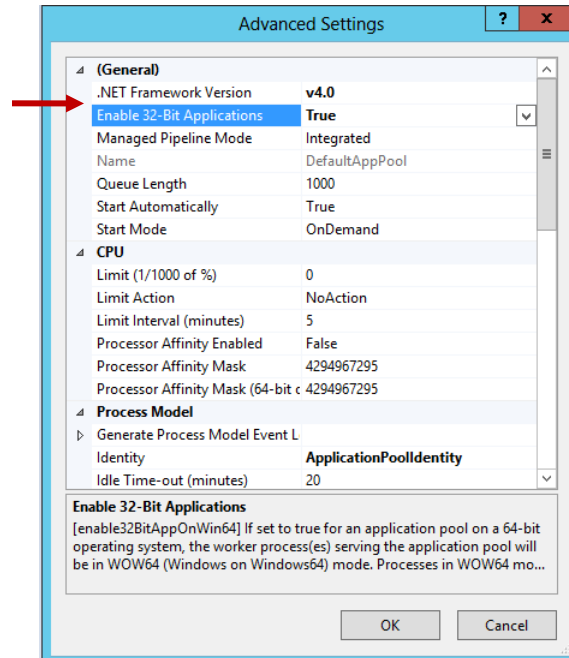 Advanced Settings
? x
(General)
.NET Framework Version v4.0
Enable 32-Bit Applications True
Managed Pipeline Mode Integrated
Name DefaultAppPool
Queue Length 1000
Start Automatically True
Start Mode OnDemand
CPU
Limit (1/1000 of %) 0
Limit Action NoAction
Limit Interval (minutes) 5
Processor Affinity Enabled False
Processor Affinity Mask 4294967295
Processor Affinity Mask (64-bit c 4294967295
Process Model
Generate Process Model Event L
Identity ApplicationPoolIdentity
Idle Time-out (minutes) 20
Enable 32-Bit Applications
[enable32BitAppOnWin64] If set to true for an application pool on a 64-bit
operating system, the worker process(es) serving the application pool will
be in WOW64 (Windows on Windows64) mode. Processes in WOW64 mo...
OK Cancel